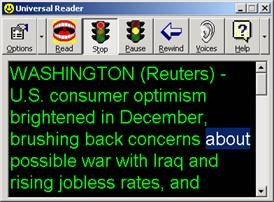 Universal Reader
Options Read Stop Pause Rewind Voices Help
WASHINGTON (Reuters) -
U.S. consumer optimism
brightened in December,
brushing back concerns about
possible war with Iraq and
rising jobless rates, and